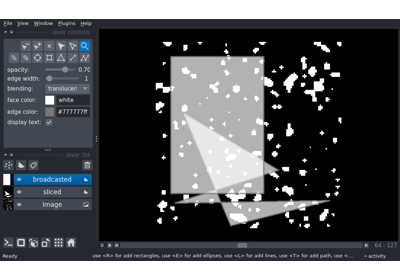 File View Window Plugins Help
layer controls
opacity: 0.70
edge width: 1
blending: translucen
face color: white
edge color: #777777ff
display text:
layer list
broadcasted
sliced
Image
64 127
Ready use <R> for add rectangles, use <E> for add ellipses, use <L> for add lines, use <T> for add path, use <... activity